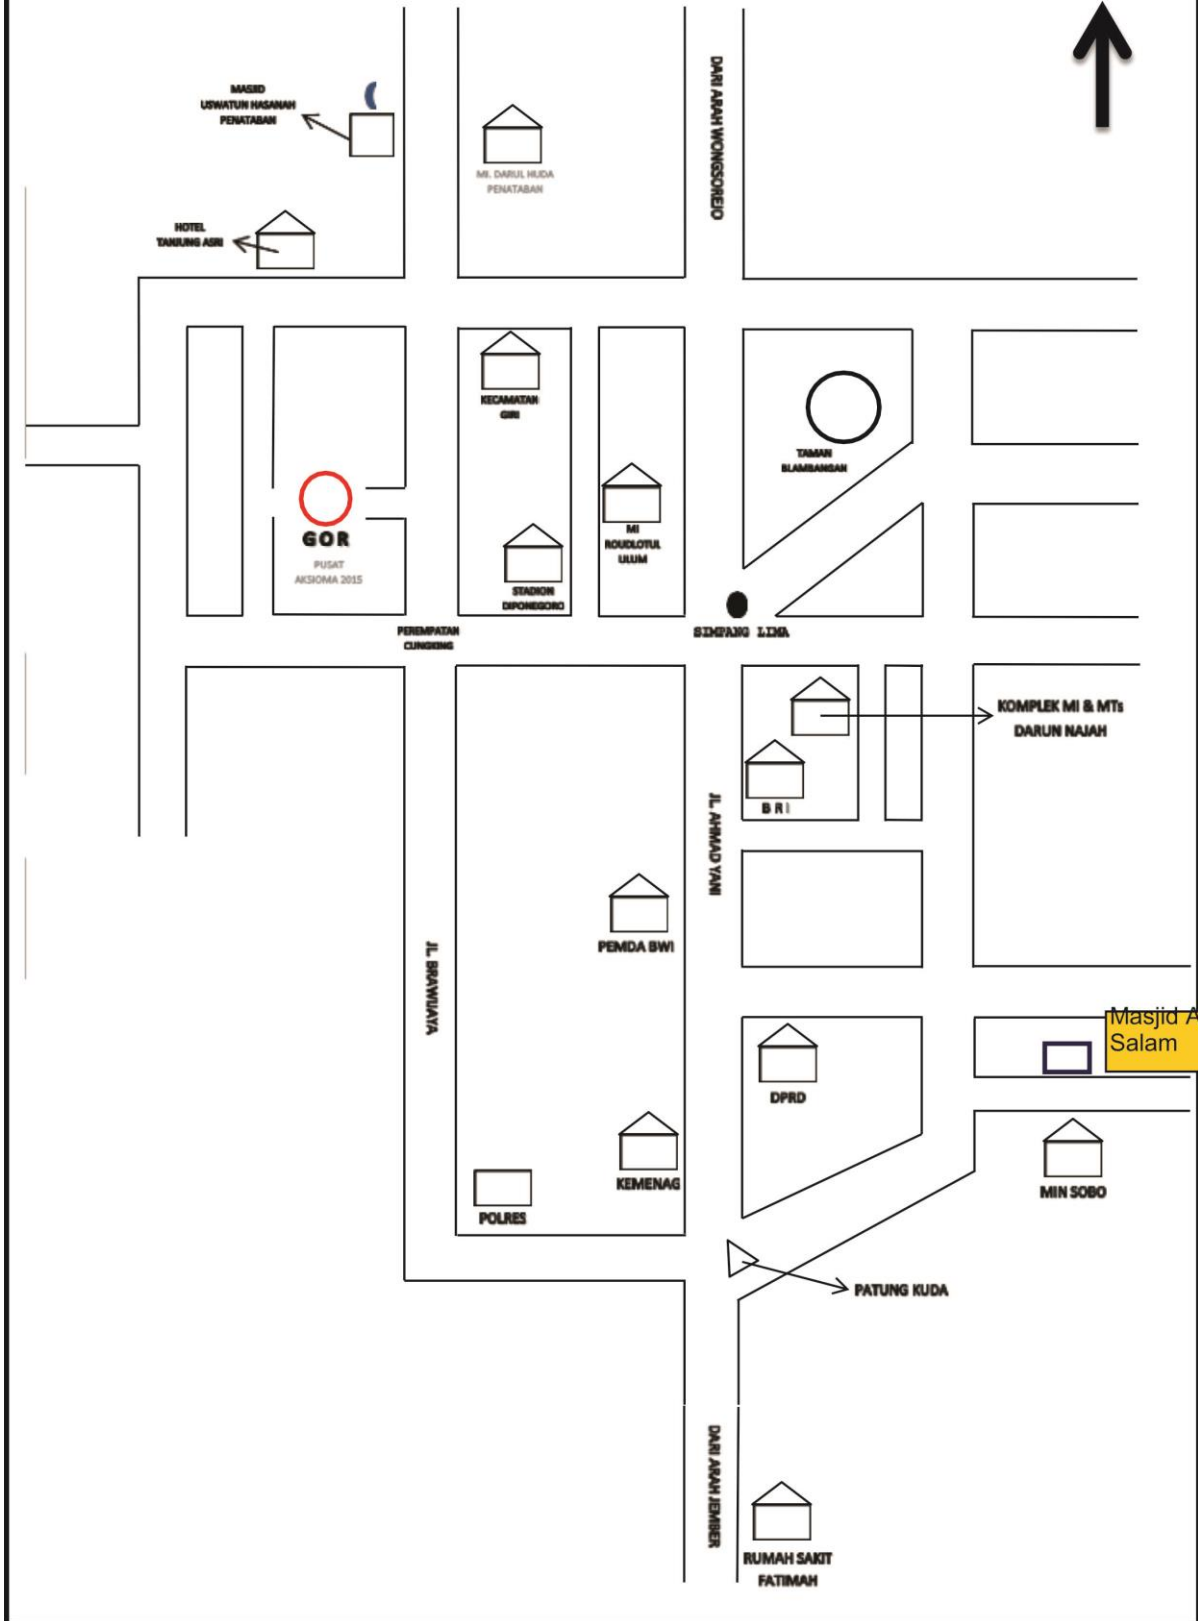 MASJID
USWATUN HASANAH
PENATABAN
DARI ARAH WONGSOREJO
MI. DARUL HUDA
PENATABAN
HOTEL
TANJUNG ASRI
KECAMATAN
GIRI
TAMAN
BLAMBANGAN
GOR
PUSAT
AKSIOMA 2015
MI
ROUDLOTUL
ULUM
STADION
DIPONEGORO
PEREMPATAN
CUNGKING
SIMPANG LIMA
KOMPLEK MI & MTs
DARUN NAJAH
B R I
JL. AHMAD YANI
PEMDA BWI
JL. BRAWIJAYA
Masjid A
Salam
DPRD
KEMENAG
POLRES
MIN SOBO
PATUNG KUDA
DARI ARAH JEMBER
RUMAH SAKIT
FATIMAH